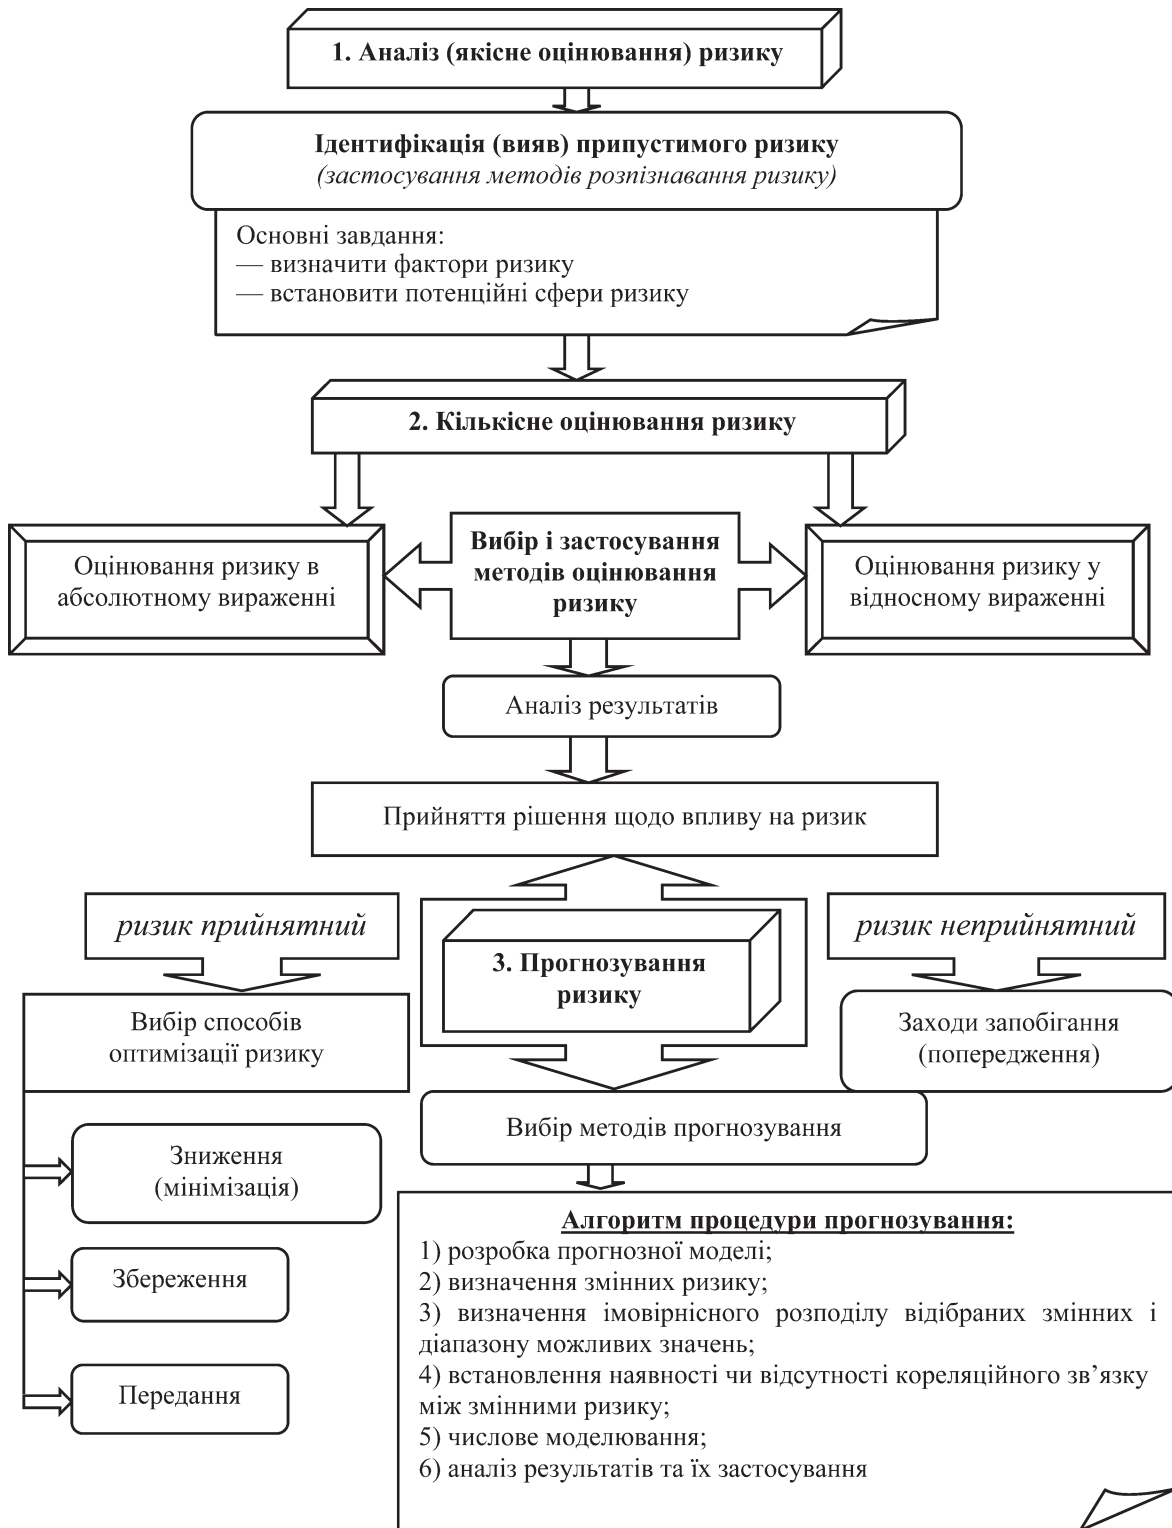 1. Аналіз (якісне оцінювання) ризику
Ідентифікація (вияв) припустимого ризику
(застосування методів розпізнавання ризику)
Основні завдання:
— визначити фактори ризику
— встановити потенційні сфери ризику
2. Кількісне оцінювання ризику
Оцінювання ризику в
абсолютному вираженні
Вибір і застосування
методів оцінювання
ризику
Оцінювання ризику у
відносному вираженні
Аналіз результатів
Прийняття рішення щодо впливу на ризик
ризик прийнятний
3. Прогнозування
ризику
ризик неприйнятний
Вибір способів
оптимізації ризику
Заходи запобігання
(попередження)
Зниження
(мінімізація)
Збереження
Передання
Вибір методів прогнозування
Алгоритм процедури прогнозування:
1) розробка прогнозної моделі;
2) визначення змінних ризику;
3) визначення імовірнісного розподілу відібраних змінних і
діапазону можливих значень;
4) встановлення наявності чи відсутності кореляційного зв’язку
між змінними ризику;
5) числове моделювання;
6) аналіз результатів та їх застосування